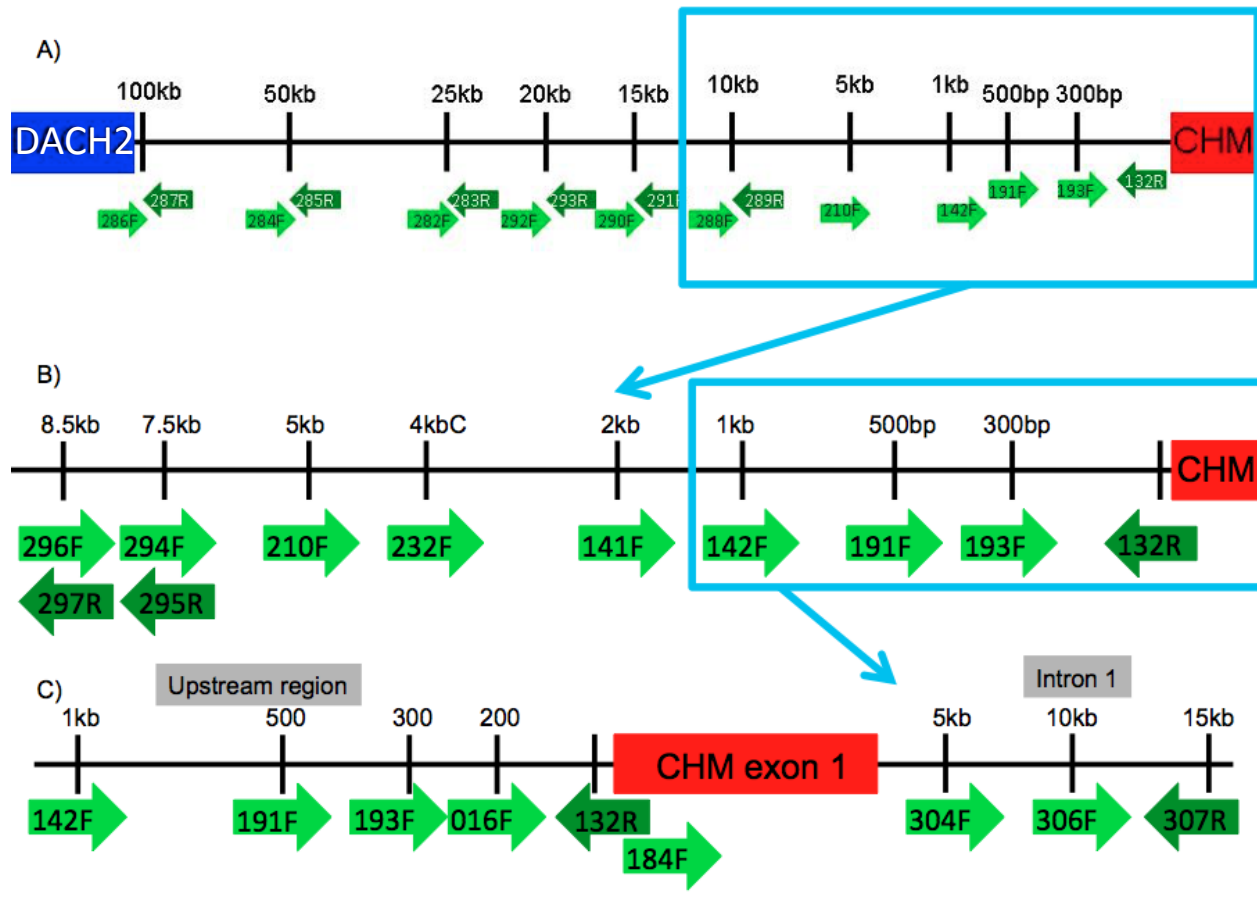 A)
100kb 50kb 25kb 20kb 15kb 10kb 5kb 1kb 500bp 300bp
DACH2 CHM
287R 285R 283R 293R 291R 289R 191F 193F 132R
286F 284F 282F 292F 290F 288F 210F 142F
B)
8.5kb 7.5kb 5kb 4kbC 2kb 1kb 500bp 300bp
CHM
296F 294F 210F 232F 141F 142F 191F 193F 132R
297R 295R
C) Upstream region Intron 1
1kb 500 300 200 5kb 10kb 15kb
CHM exon 1
142F 191F 193F 016F 132R 304F 306F 307R
184F